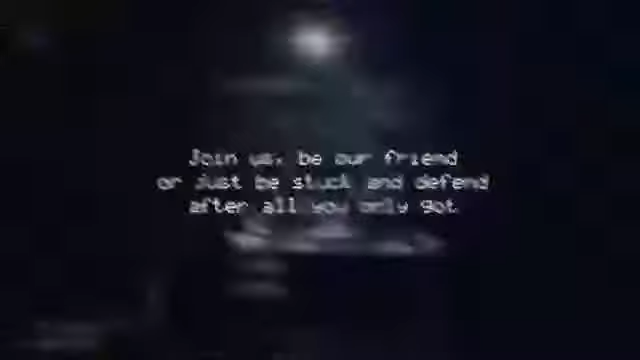 Join us, be our friend
or just be stuck and defend
after all you only got